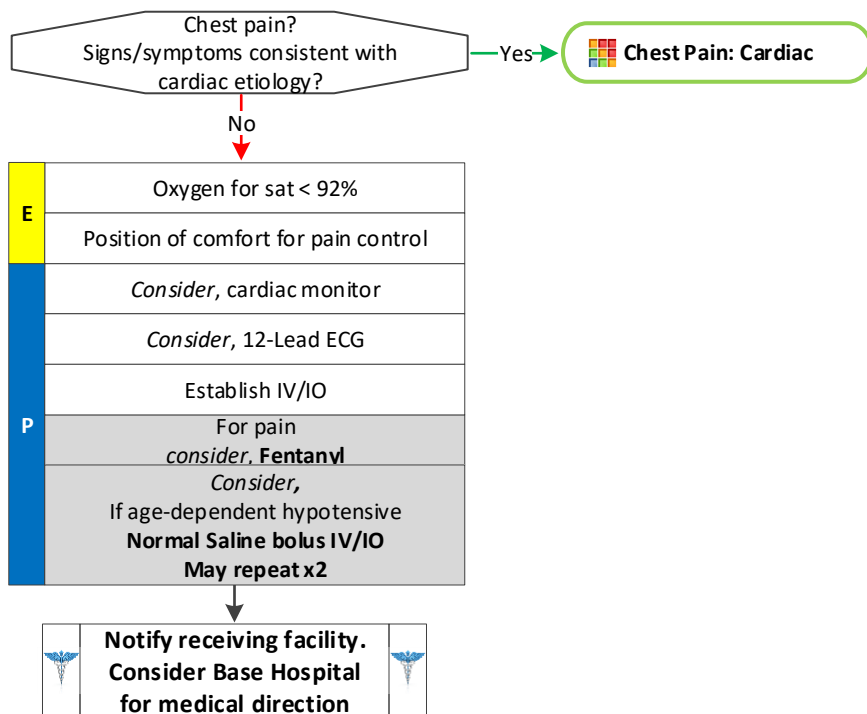 Chest pain?
Signs/symptoms consistent with
cardiac etiology?
Yes
Chest Pain: Cardiac
No
E
Oxygen for sat < 92%
Position of comfort for pain control
P
Consider, cardiac monitor
Consider, 12-Lead ECG
Establish IV/IO
For pain
consider, Fentanyl
Consider,
If age-dependent hypotensive
Normal Saline bolus IV/IO
May repeat x2
Notify receiving facility.
Consider Base Hospital
for medical direction